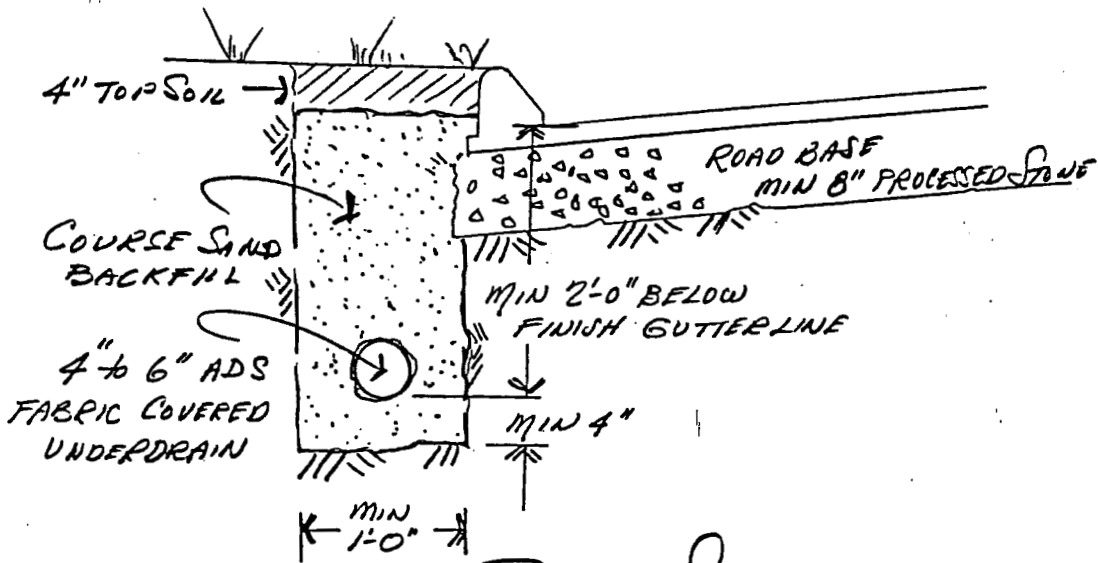 4" TOP SOIL
ROAD BASE
MIN 8" PROCESSED STONE
COURSE SAND
BACKFILL
MIN 2'-0" BELOW
FINISH GUTTERLINE
4" to 6" ADS
FABRIC COVERED
UNDERDRAIN
MIN 4"
MIN
1'-0"